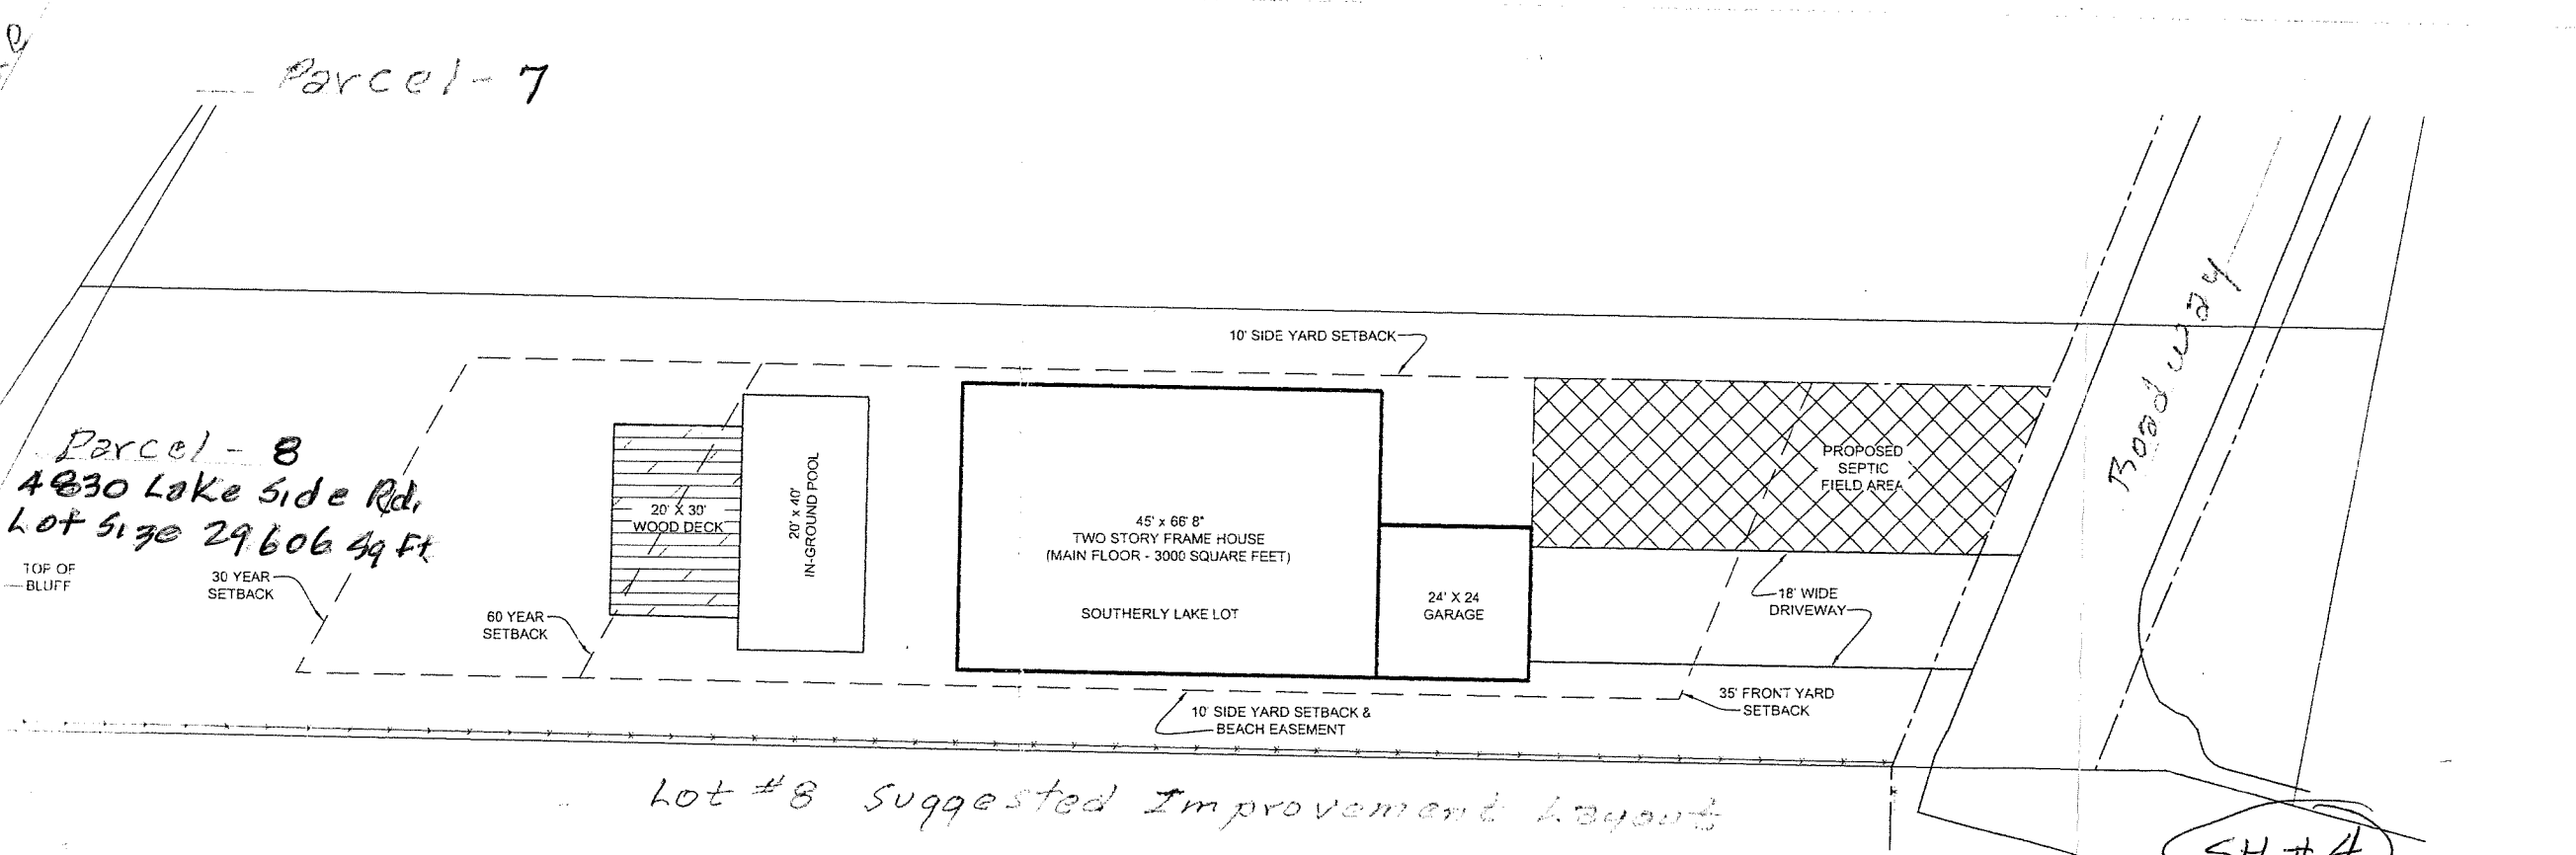 Parcel - 7
10' SIDE YARD SETBACK
Parcel - 8
4830 Lake Side Rd.
Lot Size 29606 Sq Ft
TOP OF
BLUFF
30 YEAR
SETBACK
60 YEAR
SETBACK
20' X 30'
WOOD DECK
20' x 40'
IN-GROUND POOL
45' x 66' 8"
TWO STORY FRAME HOUSE
(MAIN FLOOR - 3000 SQUARE FEET)
SOUTHERLY LAKE LOT
24' X 24
GARAGE
PROPOSED
SEPTIC
FIELD AREA
18' WIDE
DRIVEWAY
35' FRONT YARD
SETBACK
10' SIDE YARD SETBACK &
BEACH EASEMENT
Roadway
Lot #8 Suggested Improvement Layout
SH #4